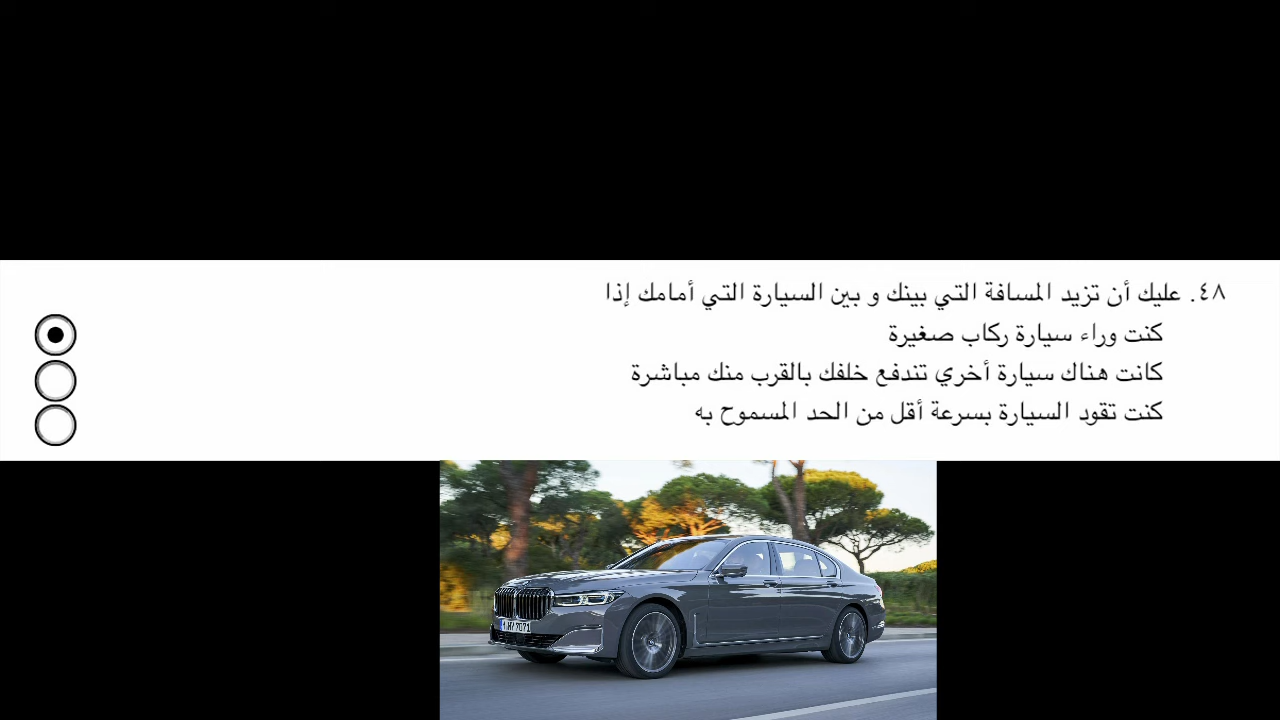 ٤٨. عليك أن تزيد المسافة التي بينك و بين السيارة التي أمامك إذا
كنت وراء سيارة ركاب صغيرة
كانت هناك سيارة أخري تندفع خلفك بالقرب منك مباشرة
كنت تقود السيارة بسرعة أقل من الحد المسموح به